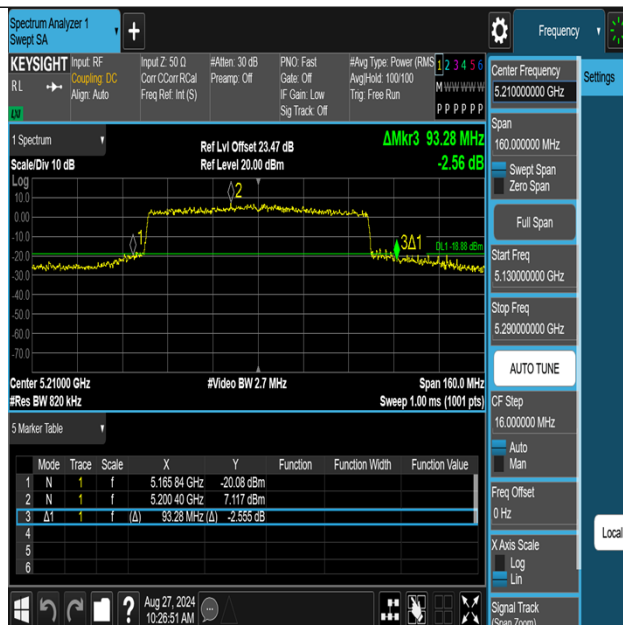 Spectrum Analyzer 1
Swept SA
+
Frequency
KEYSIGHT
RL
LXI
Input: RF
Coupling: DC
Align: Auto
Input Z: 50 Ω
Corr CCorr RCal
Freq Ref: Int (S)
#Atten: 30 dB
Preamp: Off
PNO: Fast
Gate: Off
IF Gain: Low
Sig Track: Off
#Avg Type: Power (RMS
Avg|Hold: 100/100
Trig: Free Run
1 2 3 4 5 6
M W W W W W
P P P P P P
1 Spectrum
Scale/Div 10 dB
Ref Lvl Offset 23.47 dB
Ref Level 20.00 dBm
ΔMkr3 93.28 MHz
-2.56 dB
Log
10.0
0.00
-10.0
-20.0
-30.0
-40.0
-50.0
-60.0
-70.0
1
2
3Δ1
DL1 -18.88 dBm
Center 5.21000 GHz
#Res BW 820 kHz
#Video BW 2.7 MHz
Span 160.0 MHz
Sweep 1.00 ms (1001 pts)
5 Marker Table
Mode Trace Scale X Y Function Function Width Function Value
1 N 1 f 5.165 84 GHz -20.08 dBm
2 N 1 f 5.200 40 GHz 7.117 dBm
3 Δ1 1 f (Δ) 93.28 MHz (Δ) -2.555 dB
4
5
6
Aug 27, 2024
10:26:51 AM
?
Center Frequency
5.210000000 GHz
Settings
Span
160.000000 MHz
Swept Span
Zero Span
Full Span
Start Freq
5.130000000 GHz
Stop Freq
5.290000000 GHz
AUTO TUNE
CF Step
16.000000 MHz
Auto
Man
Freq Offset
0 Hz
Local
X Axis Scale
Log
Lin
Signal Track
(Span Zoom)